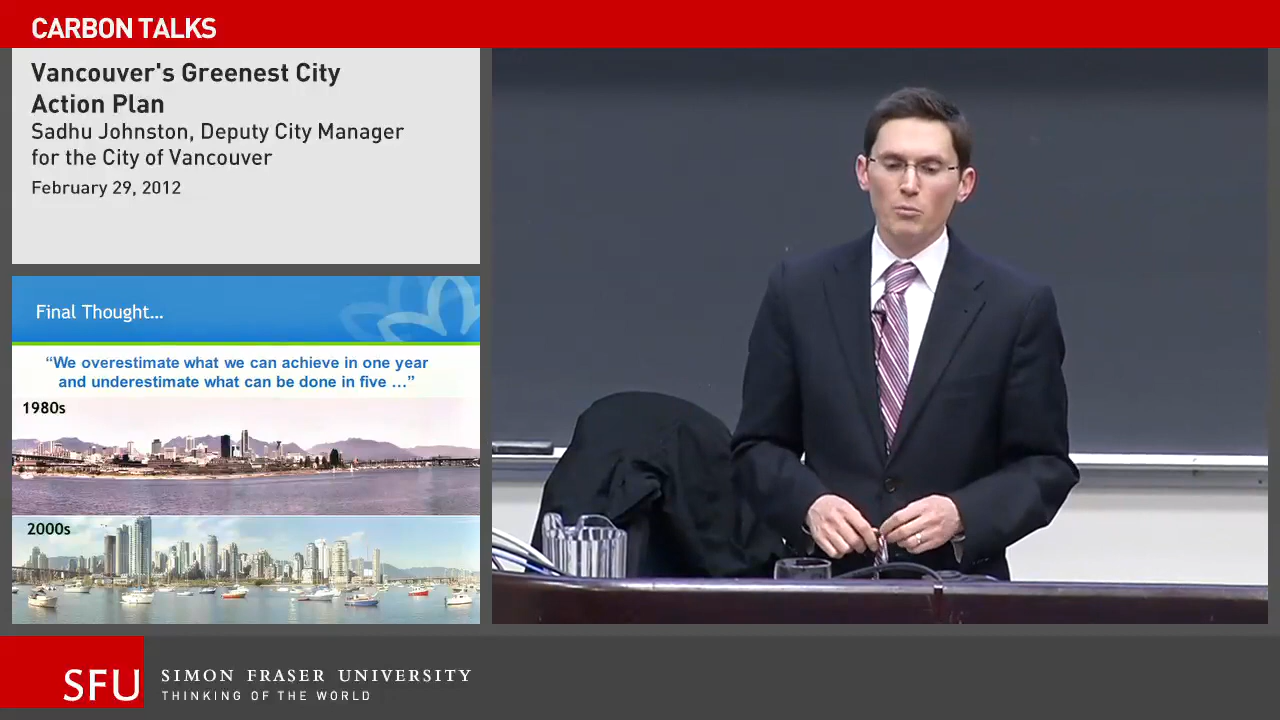 CARBON TALKS
Vancouver's Greenest City
Action Plan
Sadhu Johnston, Deputy City Manager
for the City of Vancouver
February 29, 2012
Final Thought...
“We overestimate what we can achieve in one year
and underestimate what can be done in five ...”
1980s
2000s
SFU
SIMON FRASER UNIVERSITY
THINKING OF THE WORLD